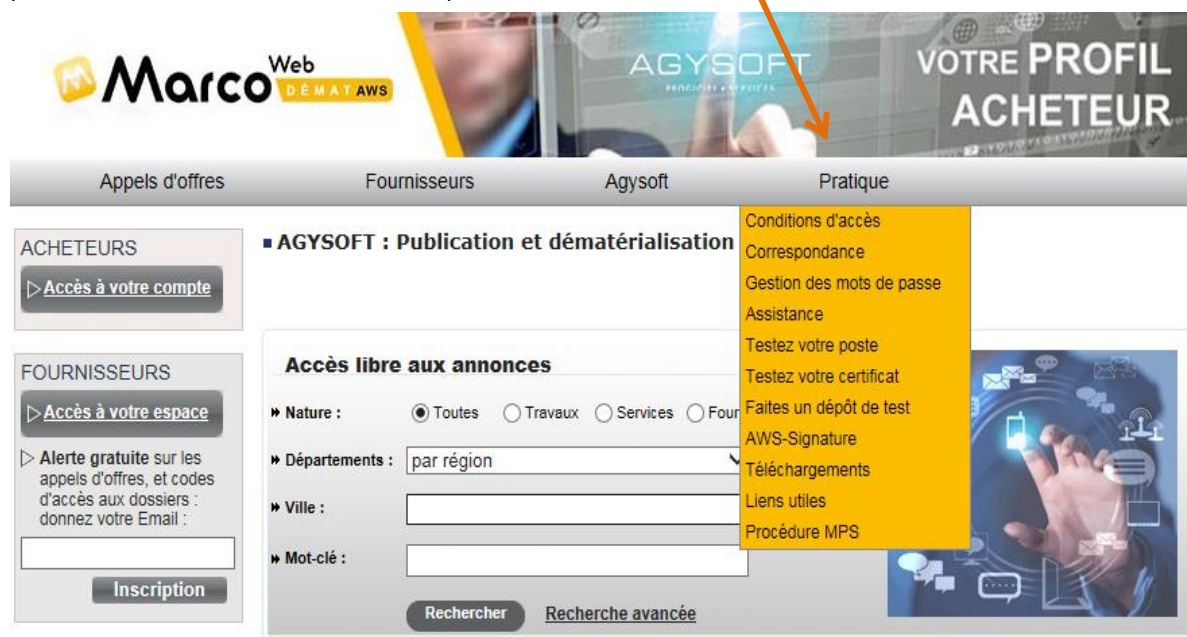 Marco Web
DÉMAT AWS
AGYSOFT
PROGICIELS & SERVICES
VOTRE PROFIL
ACHETEUR
Appels d'offres
Fournisseurs
Agysoft
Pratique
Conditions d'accès
Correspondance
Gestion des mots de passe
Assistance
Testez votre poste
Testez votre certificat
Faites un dépôt de test
AWS-Signature
Téléchargements
Liens utiles
Procédure MPS
ACHETEURS
Accès à votre compte
FOURNISSEURS
Accès à votre espace
Alerte gratuite sur les
appels d'offres, et codes
d'accès aux dossiers :
donnez votre Email :
Inscription
AGYSOFT : Publication et dématérialisation
Accès libre aux annonces
Nature :
Toutes
Travaux
Services
Four
Départements :
par région
Ville :
Mot-clé :
Rechercher
Recherche avancée